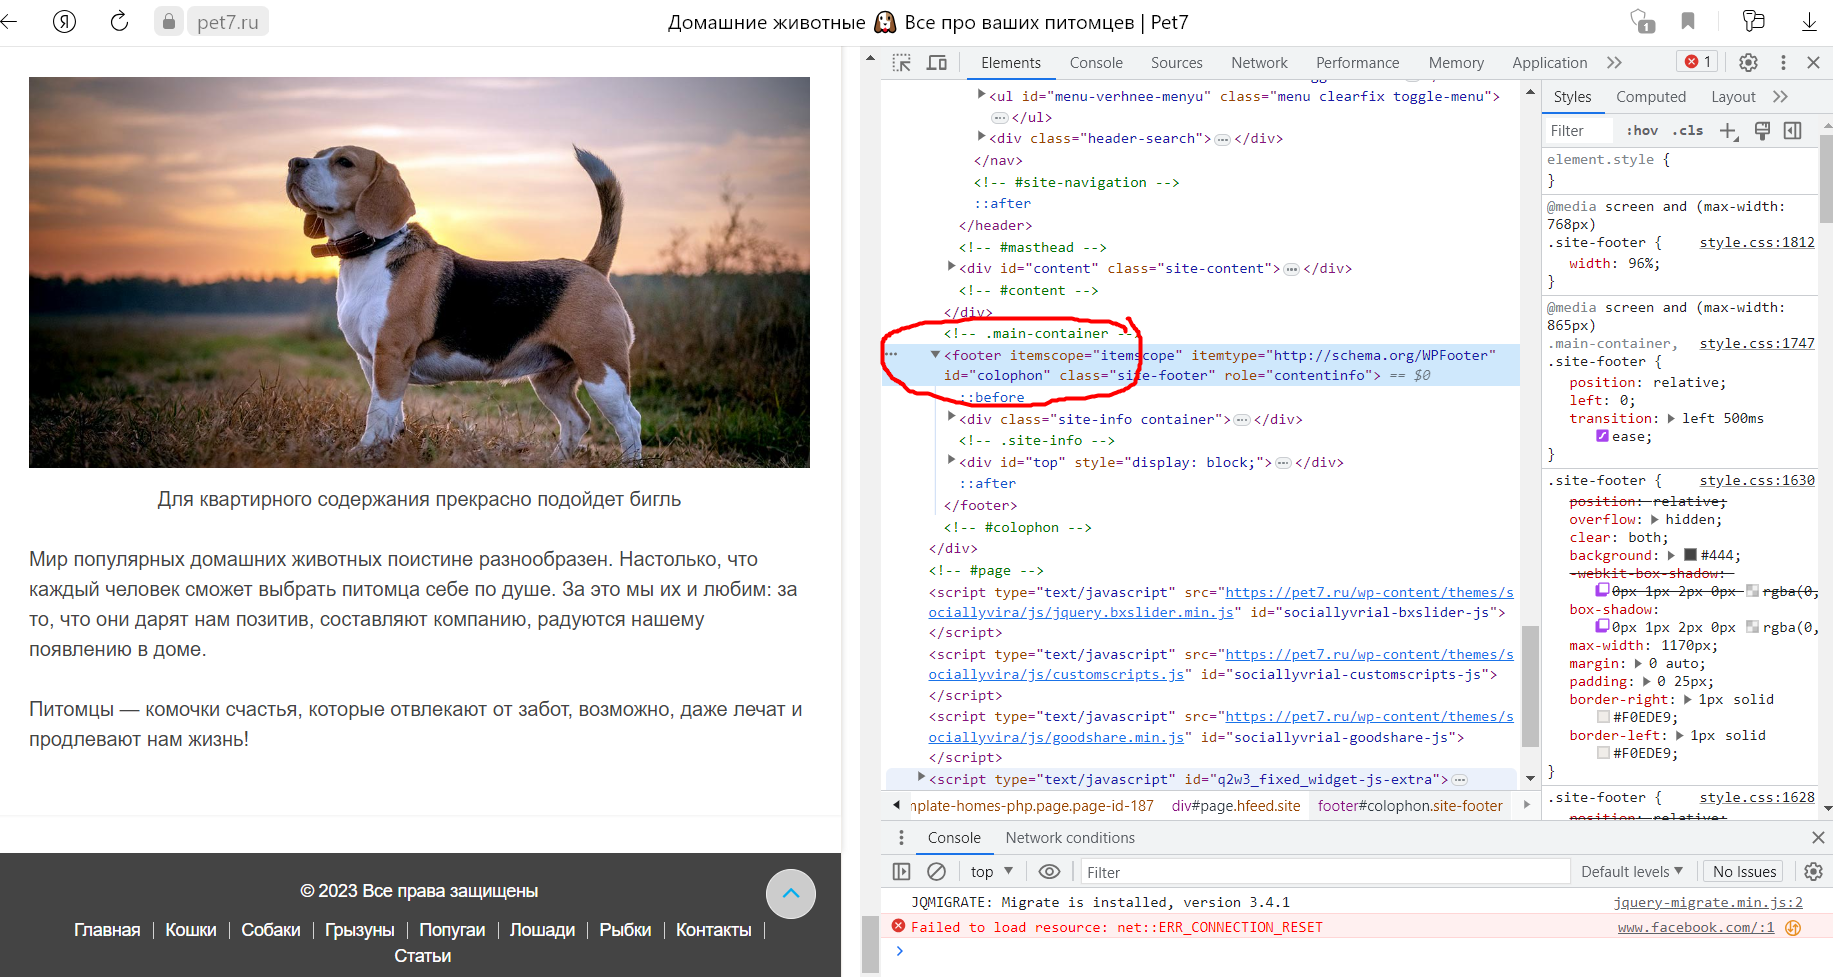 pet7.ru
Домашние животные Все про ваших питомцев | Pet7
1
Для квартирного содержания прекрасно подойдет бигль
Мир популярных домашних животных поистине разнообразен. Настолько, что
каждый человек сможет выбрать питомца себе по душе. За это мы их и любим: за
то, что они дарят нам позитив, составляют компанию, радуются нашему
появлению в доме.
Питомцы — комочки счастья, которые отвлекают от забот, возможно, даже лечат и
продлевают нам жизнь!
© 2023 Все права защищены
Главная | Кошки | Собаки | Грызуны | Попугаи | Лошади | Рыбки | Контакты |
Статьи
Elements Console Sources Network Performance Memory Application >> 1
<ul id="menu-verhnee-menyu" class="menu clearfix toggle-menu">
… </ul>
<div class="header-search"> … </div>
</nav>
<!-- #site-navigation -->
::after
</header>
<!-- #masthead -->
<div id="content" class="site-content"> … </div>
<!-- #content -->
</div>
<!-- .main-container --
<footer itemscope="itemscope" itemtype="http://schema.org/WPFooter"
id="colophon" class="site-footer" role="contentinfo"> == $0
::before
<div class="site-info container"> … </div>
<!-- .site-info -->
<div id="top" style="display: block;"> … </div>
::after
</footer>
<!-- #colophon -->
</div>
<!-- #page -->
<script type="text/javascript" src="https://pet7.ru/wp-content/themes/s
ociallyvira/js/jquery.bxslider.min.js" id="sociallyvrial-bxslider-js">
</script>
<script type="text/javascript" src="https://pet7.ru/wp-content/themes/s
ociallyvira/js/customscripts.js" id="sociallyvrial-customscripts-js">
</script>
<script type="text/javascript" src="https://pet7.ru/wp-content/themes/s
ociallyvira/js/goodshare.min.js" id="sociallyvrial-goodshare-js">
</script>
<script type="text/javascript" id="q2w3_fixed_widget-js-extra"> …
nplate-homes-php.page.page-id-187 div#page.hfeed.site footer#colophon.site-footer
Styles Computed Layout >>
Filter :hov .cls
element.style {
}
@media screen and (max-width:
768px)
.site-footer { style.css:1812
width: 96%;
}
@media screen and (max-width:
865px)
.main-container, style.css:1747
.site-footer {
position: relative;
left: 0;
transition: left 500ms
ease;
}
.site-footer { style.css:1630
position: relative;
overflow: hidden;
clear: both;
background: #444;
-webkit-box-shadow:
0px 1px 2px 0px rgba(0,
box-shadow:
0px 1px 2px 0px rgba(0,
max-width: 1170px;
margin: 0 auto;
padding: 0 25px;
border-right: 1px solid
#F0EDE9;
border-left: 1px solid
#F0EDE9;
}
.site-footer { style.css:1628
position: relative;
Console Network conditions
top Filter Default levels No Issues
JQMIGRATE: Migrate is installed, version 3.4.1 jquery-migrate.min.js:2
Failed to load resource: net::ERR_CONNECTION_RESET www.facebook.com/:1